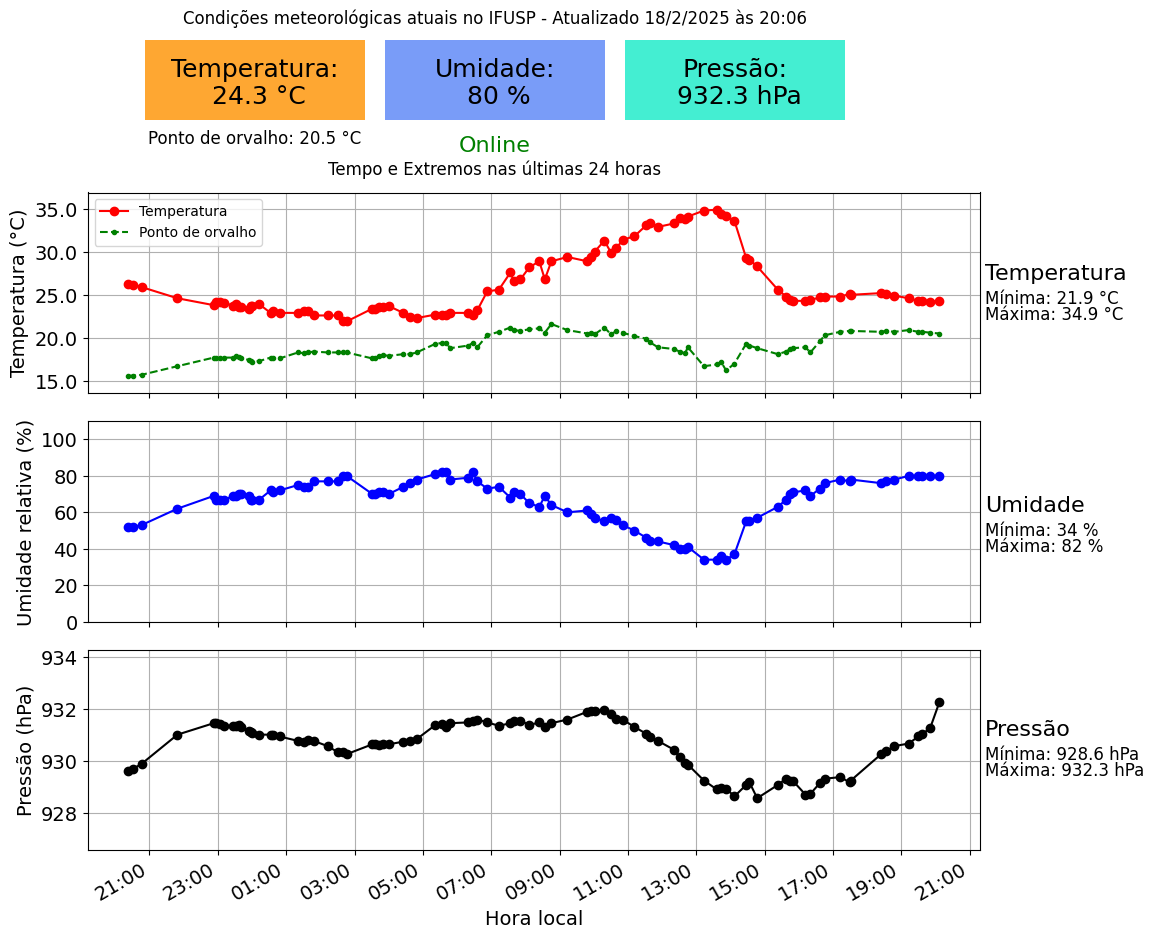 Condições meteorológicas atuais no IFUSP - Atualizado 18/2/2025 às 20:06
Temperatura:
24.3 °C
Umidade:
80 %
Pressão:
932.3 hPa
Ponto de orvalho: 20.5 °C
Online
Tempo e Extremos nas últimas 24 horas
Temperatura (°C)
35.0
30.0
25.0
20.0
15.0
Temperatura
Ponto de orvalho
Temperatura
Mínima: 21.9 °C
Máxima: 34.9 °C
Umidade relativa (%)
100
80
60
40
20
0
Umidade
Mínima: 34 %
Máxima: 82 %
Pressão (hPa)
934
932
930
928
Pressão
Mínima: 928.6 hPa
Máxima: 932.3 hPa
21:00 23:00 01:00 03:00 05:00 07:00 09:00 11:00 13:00 15:00 17:00 19:00 21:00
Hora local